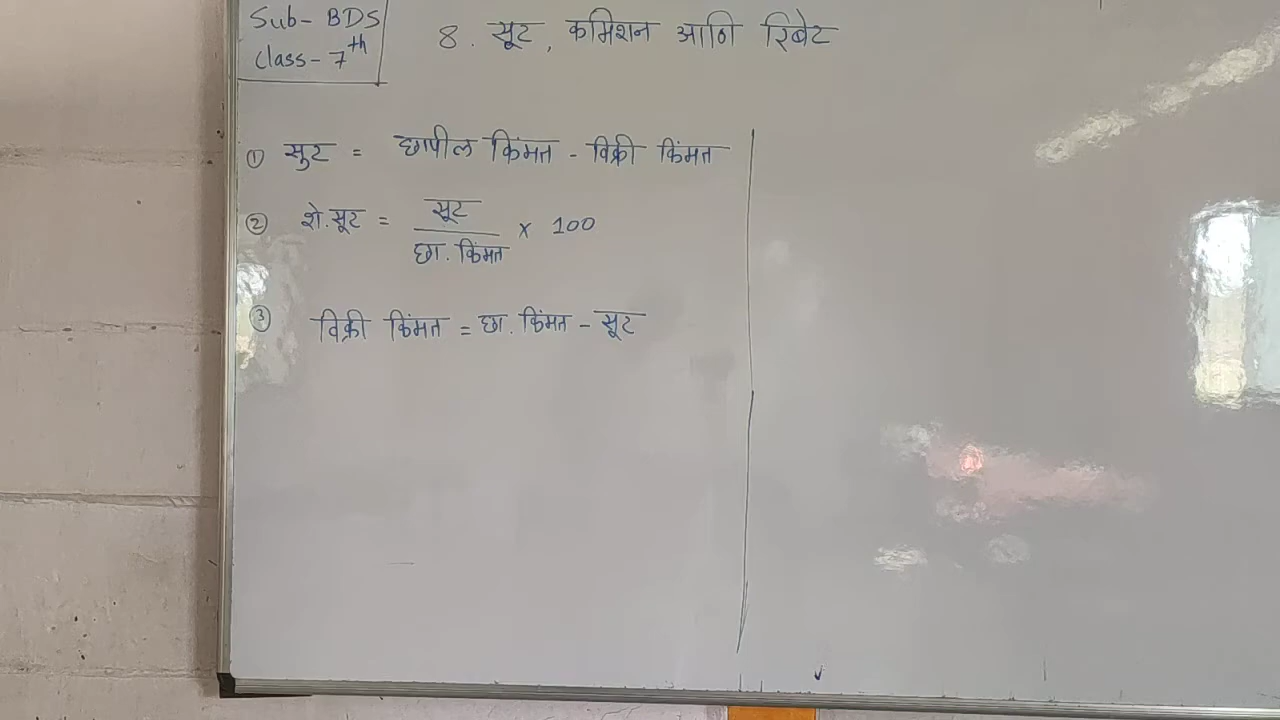 Sub- BDS
Class- 7th
8. सूट, कमिशन आणि रिबेट
① सुट = छापील किंमत - विक्री किंमत
② शे.सूट = सूट / छा. किंमत × 100
③ विक्री किंमत = छा. किंमत - सूट